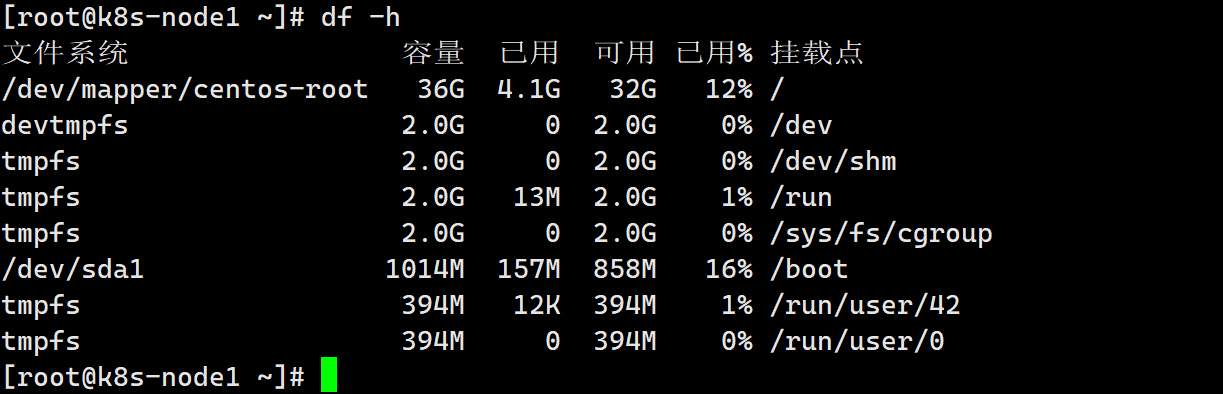 [root@k8s-node1 ~]# df -h
文件系统 容量 已用 可用 已用% 挂载点
/dev/mapper/centos-root 36G 4.1G 32G 12% /
devtmpfs 2.0G 0 2.0G 0% /dev
tmpfs 2.0G 0 2.0G 0% /dev/shm
tmpfs 2.0G 13M 2.0G 1% /run
tmpfs 2.0G 0 2.0G 0% /sys/fs/cgroup
/dev/sda1 1014M 157M 858M 16% /boot
tmpfs 394M 12K 394M 1% /run/user/42
tmpfs 394M 0 394M 0% /run/user/0
[root@k8s-node1 ~]#